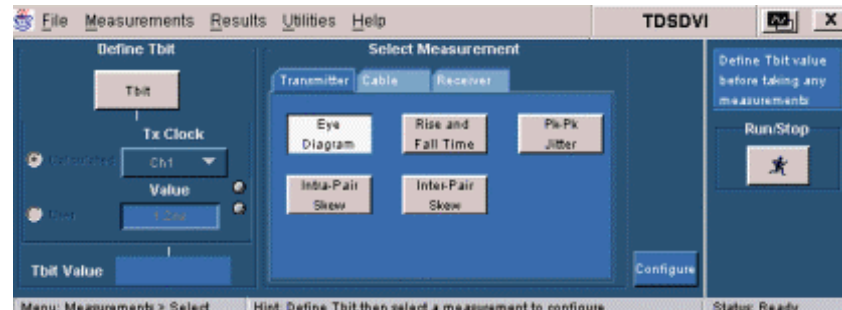 File Measurements Results Utilities Help TDSDVI X
Define Tbit
Tbit
Tx Clock
Calculated Ch1
Value
User
Tbit Value
Select Measurement
Transmitter Cable Receiver
Eye Diagram
Rise and Fall Time
Pk-Pk Jitter
Intra-Pair Skew
Inter-Pair Skew
Configure
Define Tbit value
before taking any
measurements
Run/Stop
Menu: Measurements > Select Hint: Define Tbit then select a measurement to configure Status: Ready